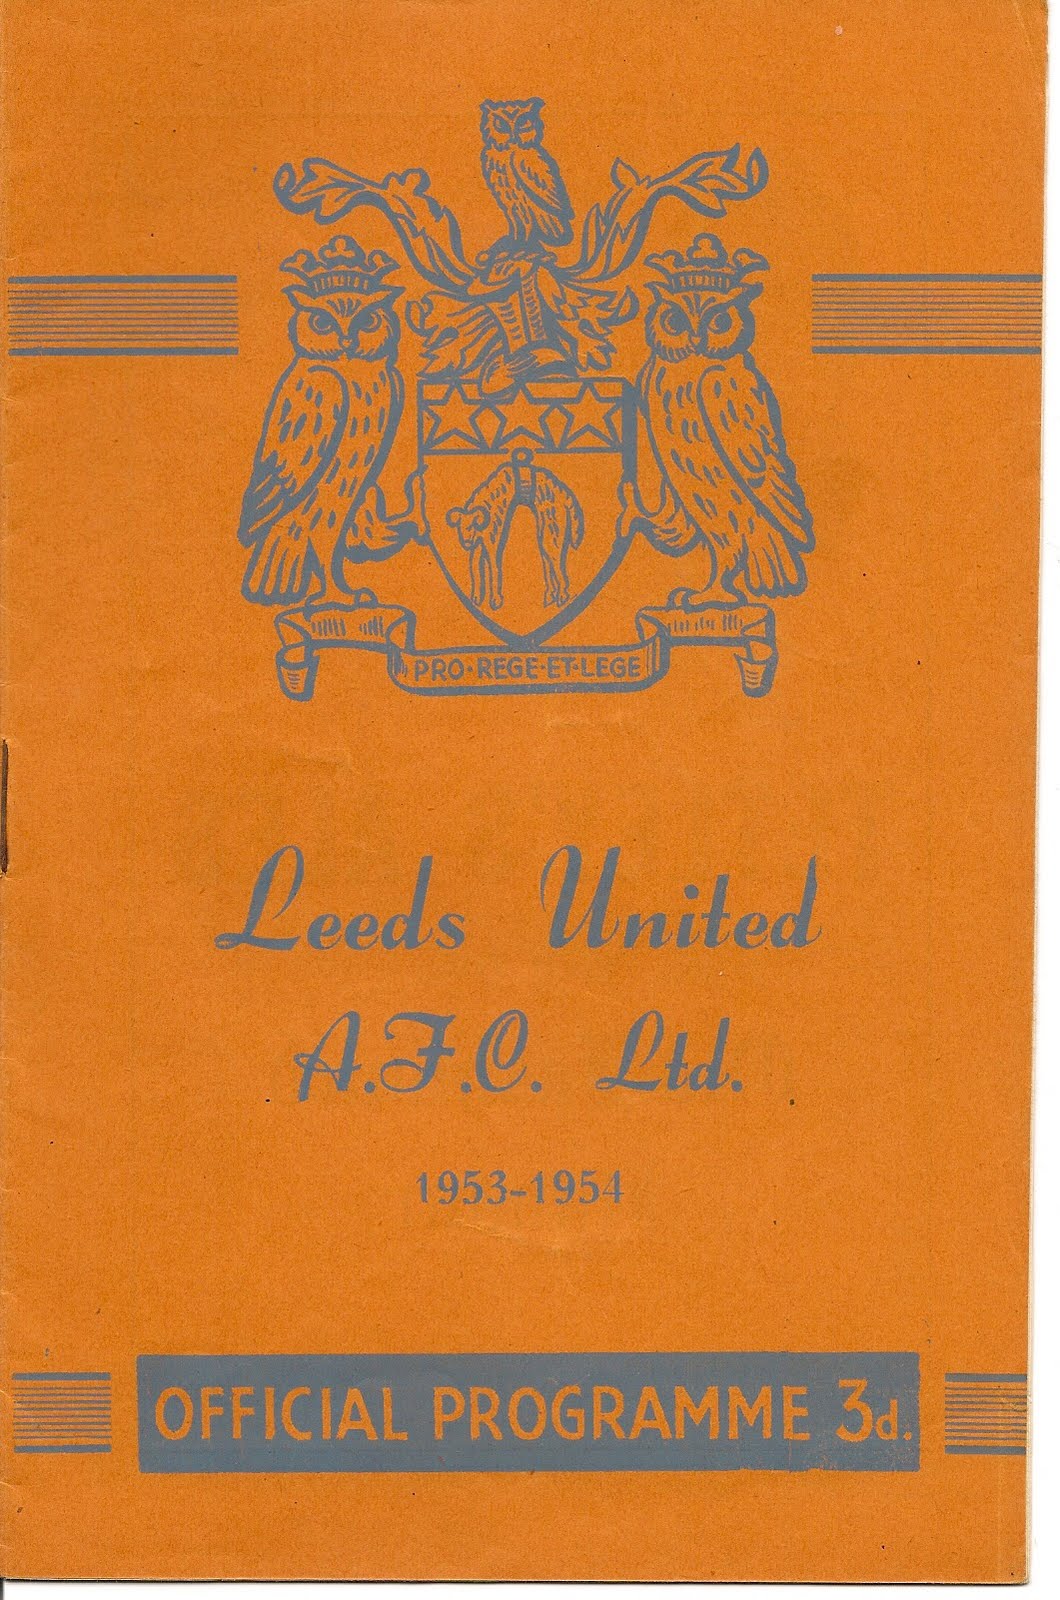 PRO·REGE·ET·LEGE
Leeds United
A.F.C. Ltd.
1953-1954
OFFICIAL PROGRAMME 3d.